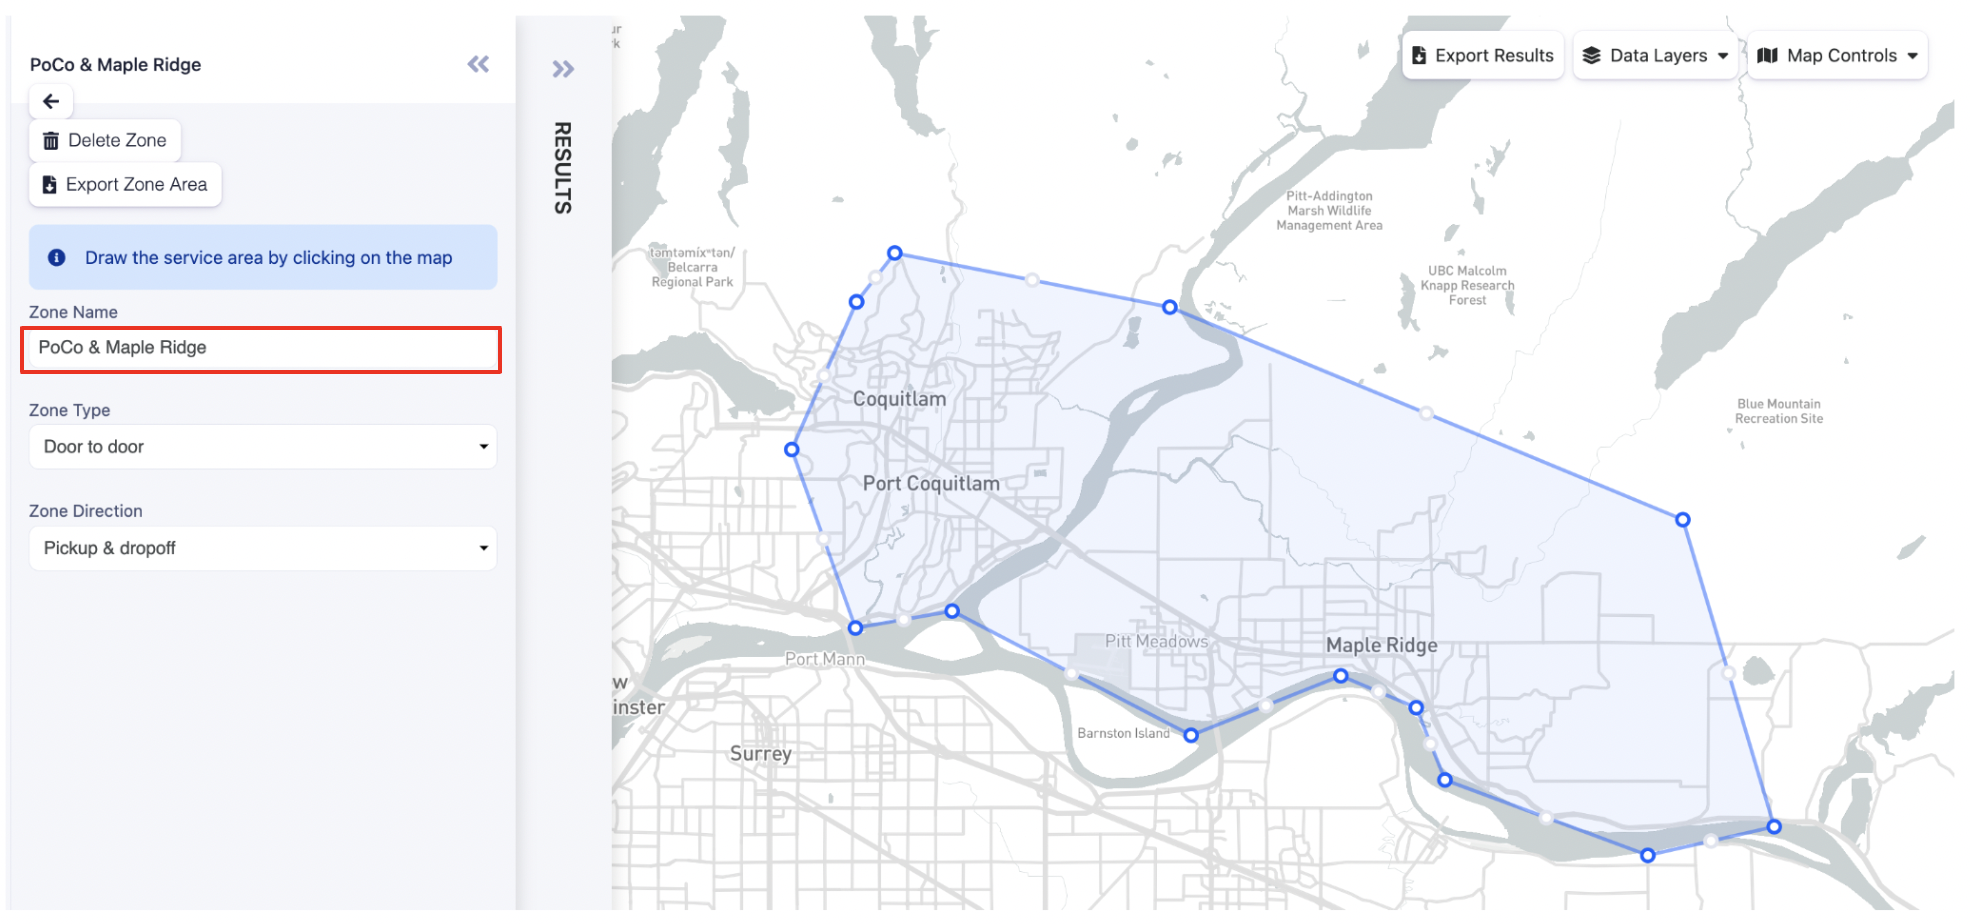 PoCo & Maple Ridge
Delete Zone
Export Zone Area
Draw the service area by clicking on the map
Zone Name
PoCo & Maple Ridge
Zone Type
Door to door
Zone Direction
Pickup & dropoff
RESULTS
Export Results
Data Layers
Map Controls
Pitt-Addington
Marsh Wildlife
Management Area
təmtəmíxʷtən/
Belcarra
Regional Park
UBC Malcolm
Knapp Research
Forest
Blue Mountain
Recreation Site
Coquitlam
Port Coquitlam
Pitt Meadows
Maple Ridge
Port Mann
Barnston Island
Surrey